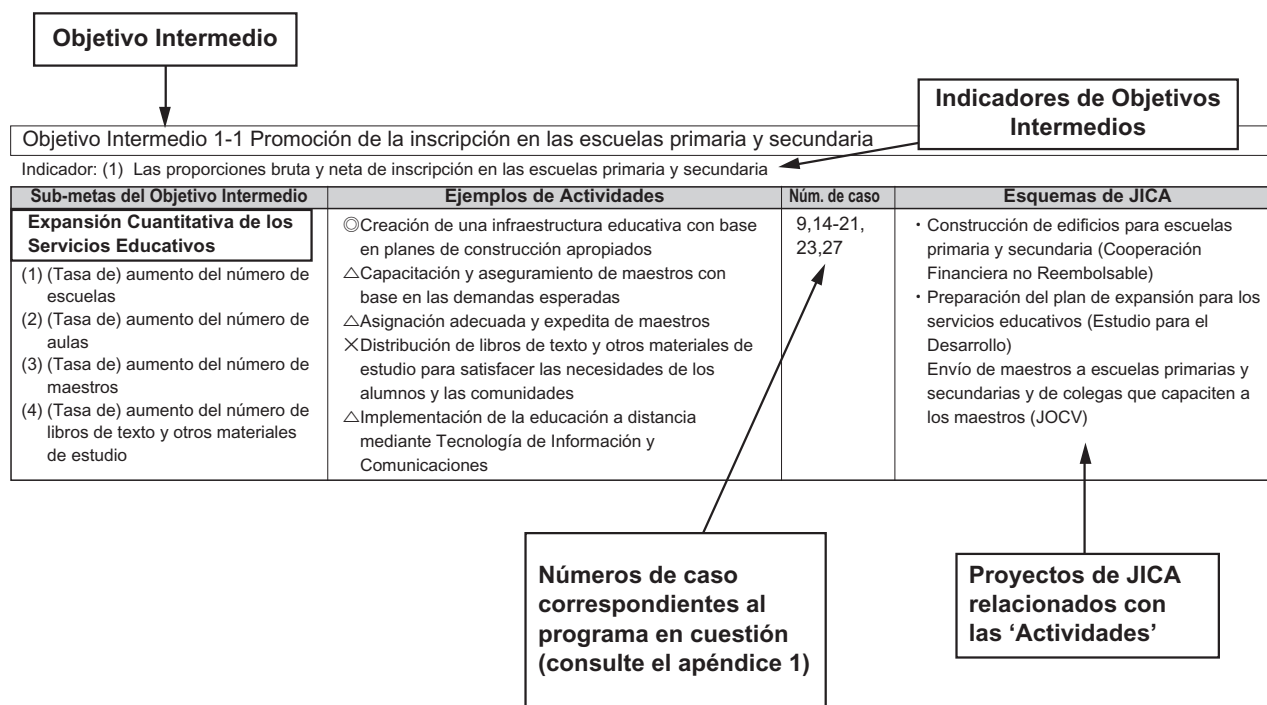 Objetivo Intermedio
Indicadores de Objetivos
Intermedios
Objetivo Intermedio 1-1 Promoción de la inscripción en las escuelas primaria y secundaria
Indicador: (1) Las proporciones bruta y neta de inscripción en las escuelas primaria y secundaria
Sub-metas del Objetivo Intermedio
Ejemplos de Actividades
Núm. de caso
Esquemas de JICA
Expansión Cuantitativa de los
Servicios Educativos
(1) (Tasa de) aumento del número de
escuelas
(2) (Tasa de) aumento del número de
aulas
(3) (Tasa de) aumento del número de
maestros
(4) (Tasa de) aumento del número de
libros de texto y otros materiales
de estudio
◎Creación de una infraestructura educativa con base
en planes de construcción apropiados
△Capacitación y aseguramiento de maestros con
base en las demandas esperadas
△Asignación adecuada y expedita de maestros
×Distribución de libros de texto y otros materiales de
estudio para satisfacer las necesidades de los
alumnos y las comunidades
△Implementación de la educación a distancia
mediante Tecnología de Información y
Comunicaciones
9,14-21,
23,27
・Construcción de edificios para escuelas
primaria y secundaria (Cooperación
Financiera no Reembolsable)
・Preparación del plan de expansión para los
servicios educativos (Estudio para el
Desarrollo)
Envío de maestros a escuelas primarias y
secundarias y de colegas que capaciten a
los maestros (JOCV)
Números de caso
correspondientes al
programa en cuestión
(consulte el apéndice 1)
Proyectos de JICA
relacionados con
las ‘Actividades’